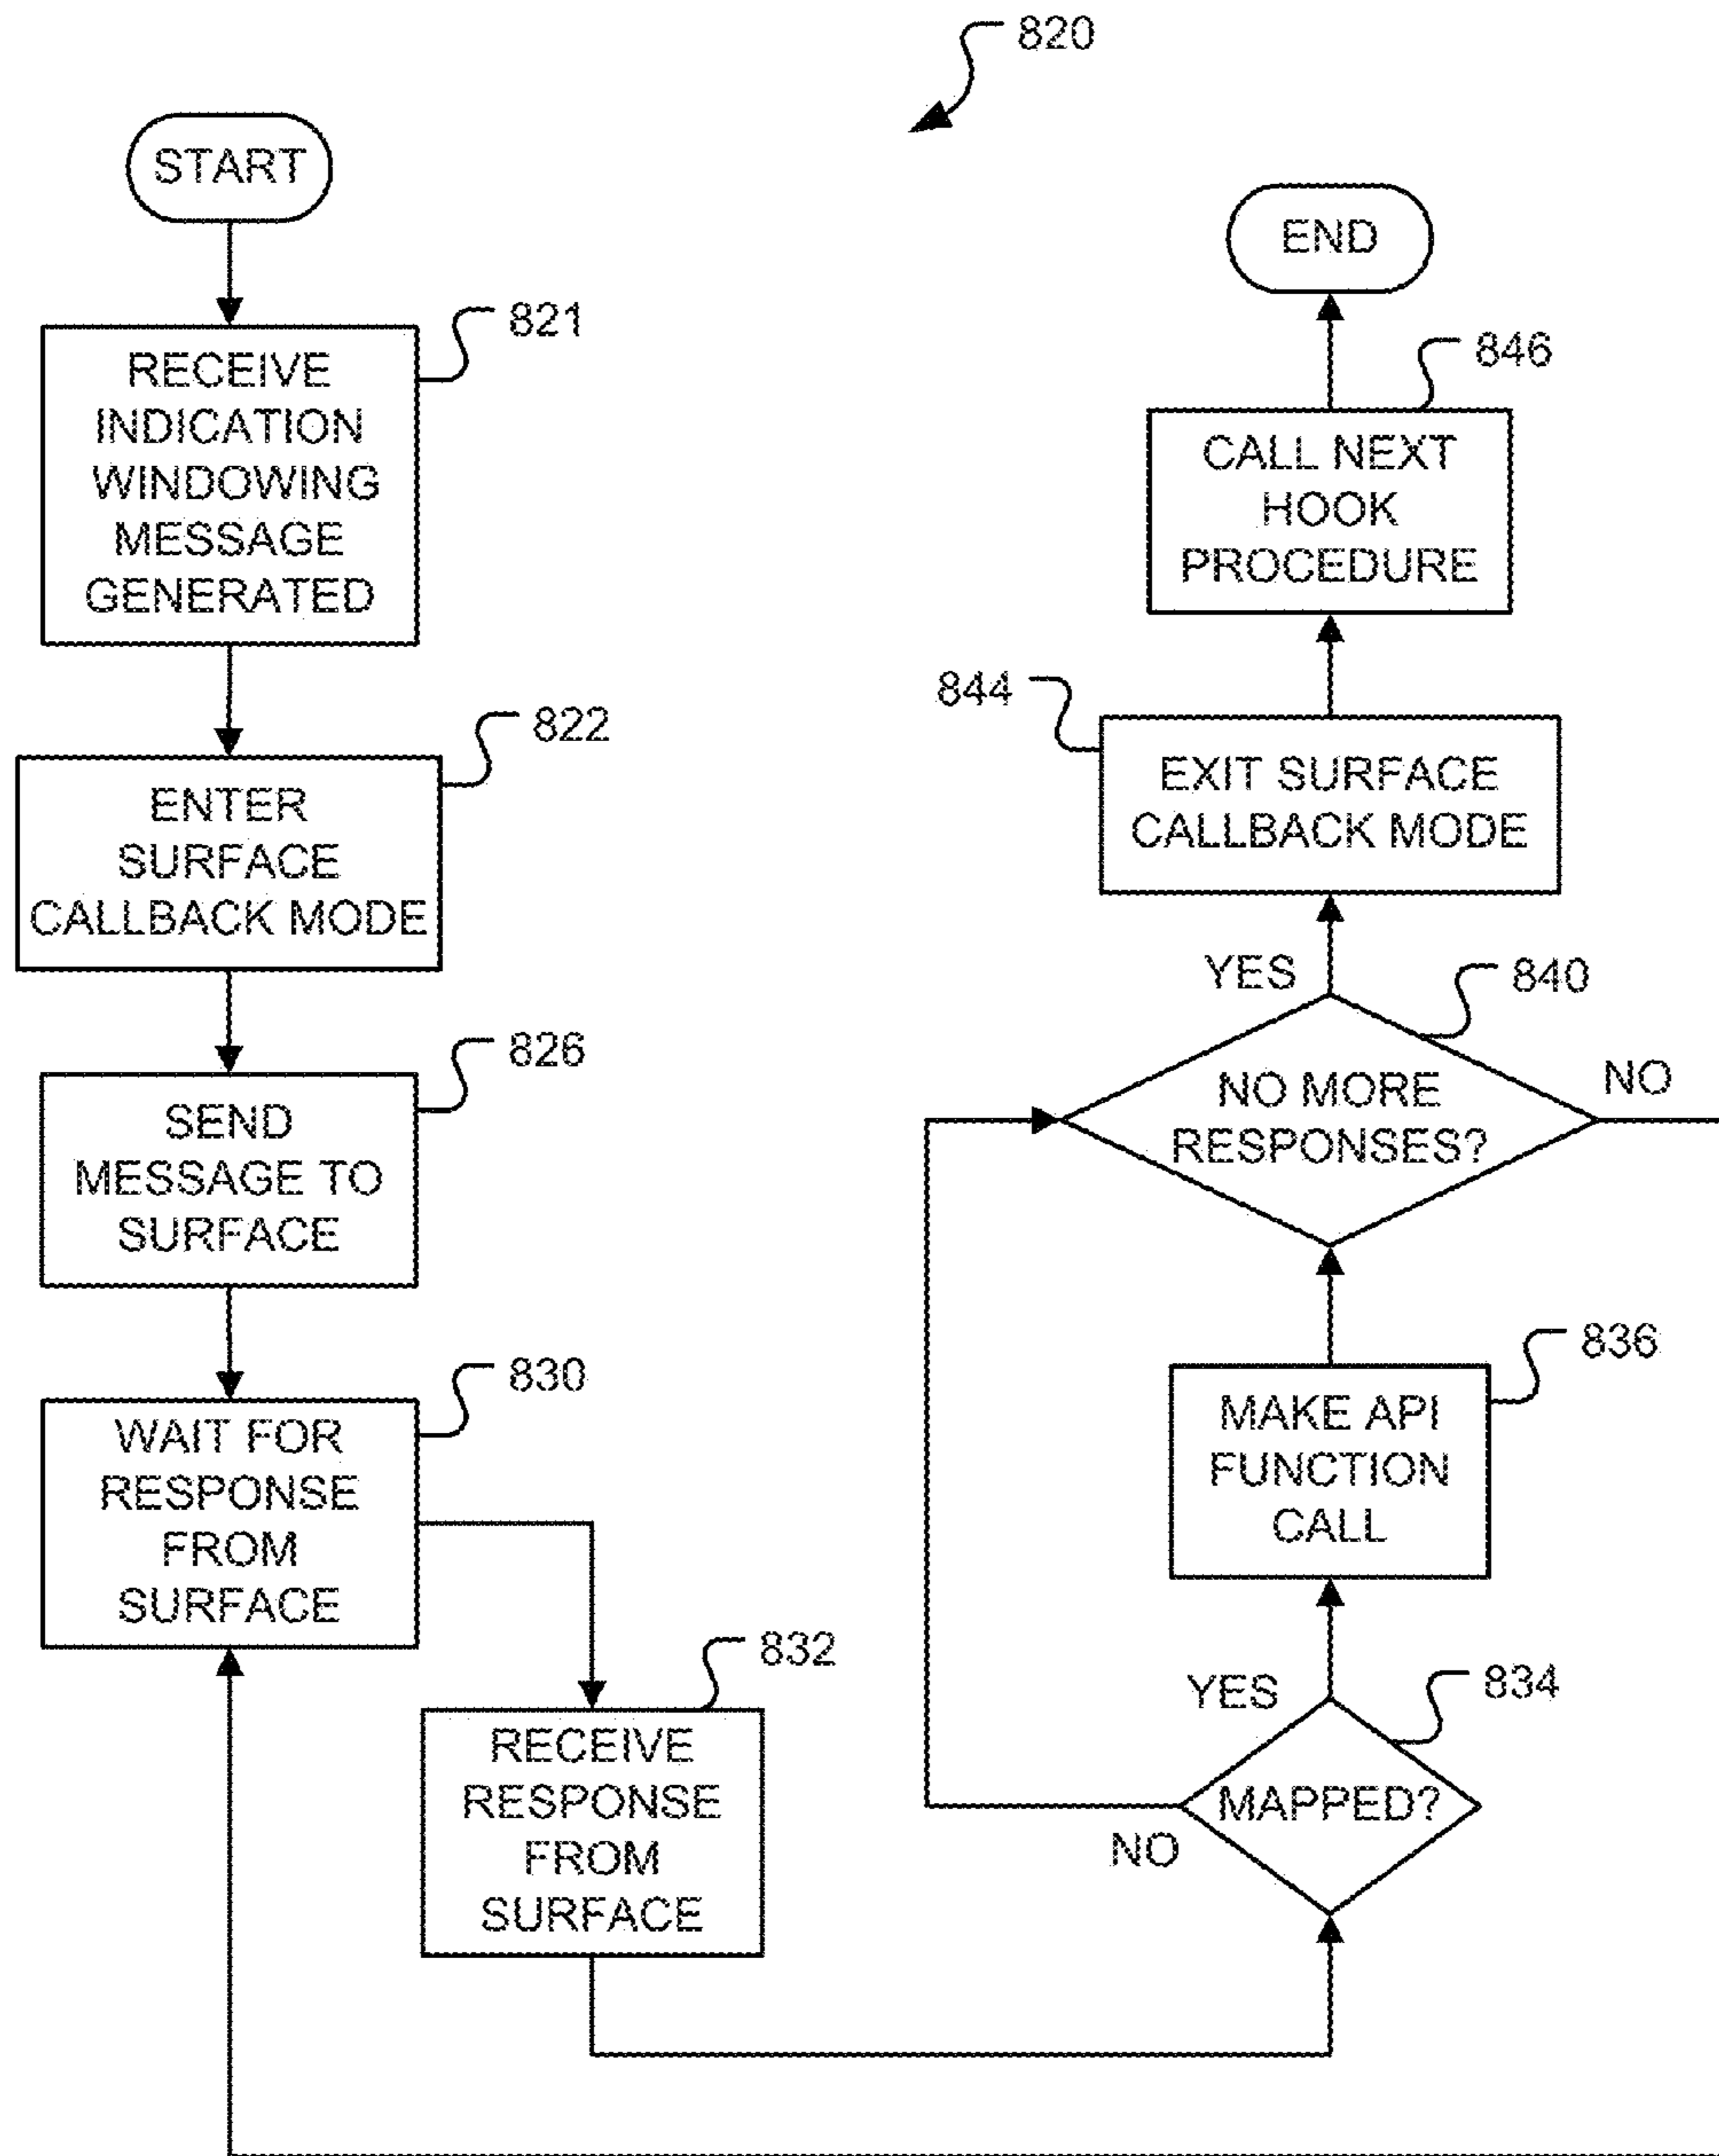 820
START
821
RECEIVE
INDICATION
WINDOWING
MESSAGE
GENERATED
822
ENTER
SURFACE
CALLBACK MODE
826
SEND
MESSAGE TO
SURFACE
830
WAIT FOR
RESPONSE
FROM
SURFACE
832
RECEIVE
RESPONSE
FROM
SURFACE
834
MAPPED?
YES
NO
836
MAKE API
FUNCTION
CALL
840
NO MORE
RESPONSES?
YES
NO
844
EXIT SURFACE
CALLBACK MODE
846
CALL NEXT
HOOK
PROCEDURE
END